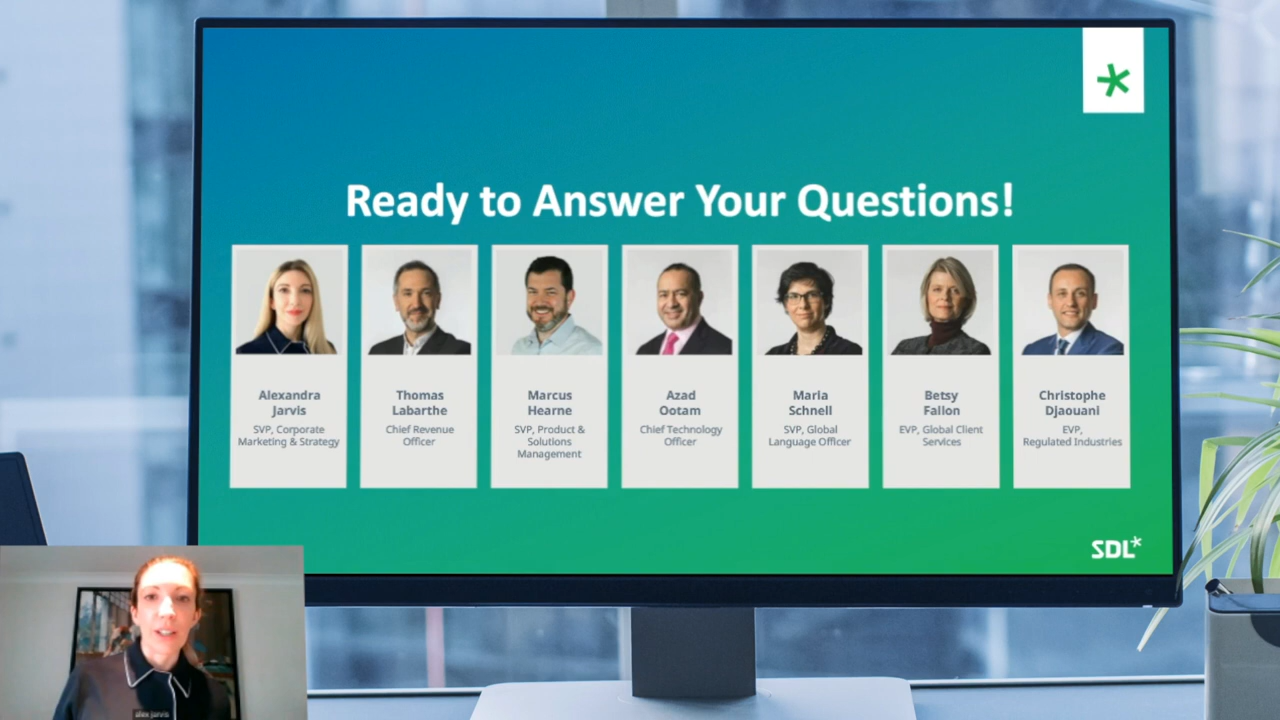 Ready to Answer Your Questions!
Alexandra
Jarvis
SVP, Corporate
Marketing & Strategy
Thomas
Labarthe
Chief Revenue
Officer
Marcus
Hearne
SVP, Product &
Solutions
Management
Azad
Ootam
Chief Technology
Officer
Maria
Schnell
SVP, Global
Language Officer
Betsy
Fallon
EVP, Global Client
Services
Christophe
Djaouani
EVP,
Regulated Industries
SDL*
alex jarvis